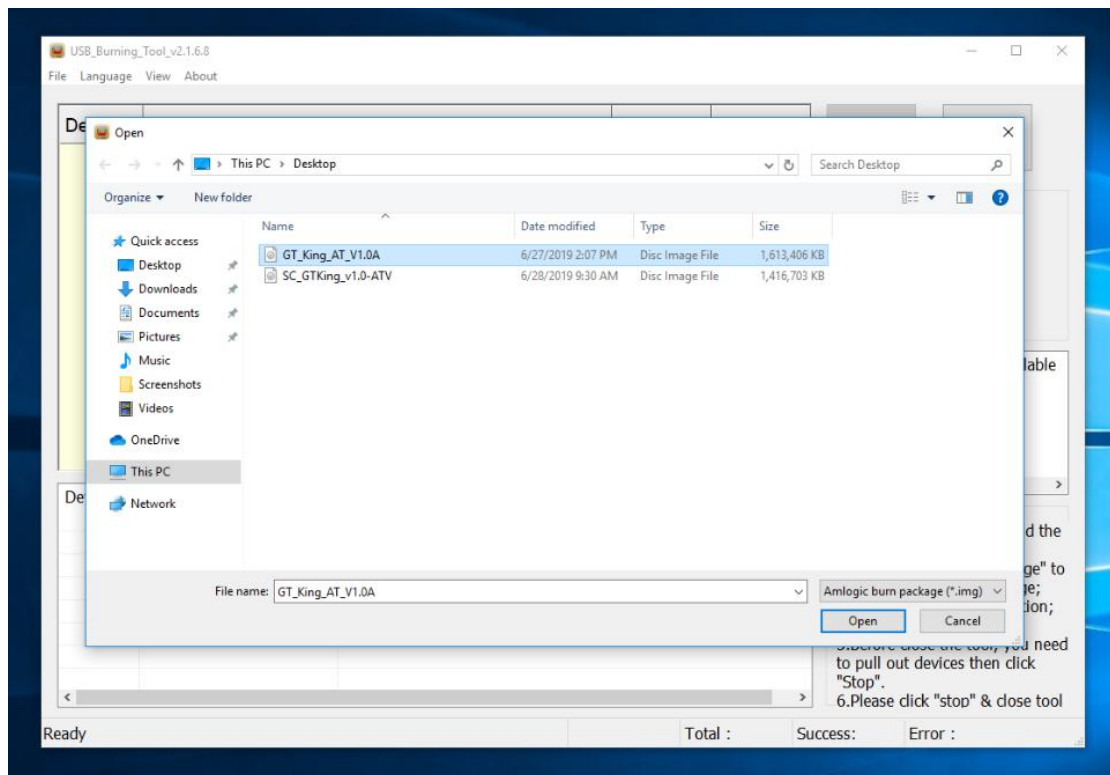 USB_Burning_Tool_v2.1.6.8
File Language View About
De
Open
This PC > Desktop
Search Desktop
Organize
New folder
Name Date modified Type Size
GT_King_AT_V1.0A 6/27/2019 2:07 PM Disc Image File 1,613,406 KB
SC_GTKing_v1.0-ATV 6/28/2019 9:30 AM Disc Image File 1,416,703 KB
Quick access
Desktop
Downloads
Documents
Pictures
Music
Screenshots
Videos
OneDrive
This PC
Network
lable
De
d the
ge" to
File name: GT_King_AT_V1.0A Amlogic burn package (*.img)
Open Cancel
you need
to pull out devices then click
"Stop".
6.Please click "stop" & close tool
Ready Total : Success: Error :